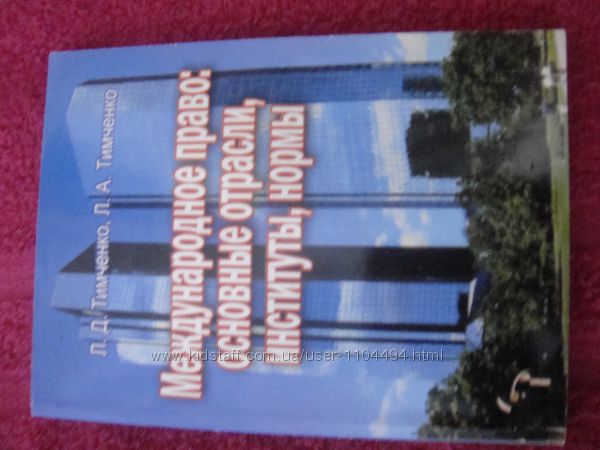 Л. Д. Тимченко, Л. А. Тимченко
Международное право:
основные отрасли,
институты, нормы
www.kidstaff.com.ua/user-1104494.html